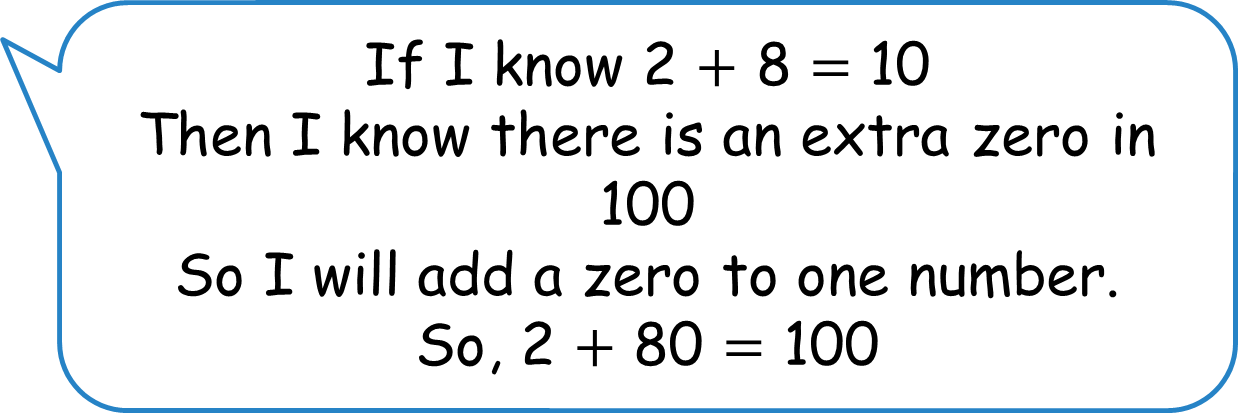 If I know 2 + 8 = 10
Then I know there is an extra zero in
100
So I will add a zero to one number.
So, 2 + 80 = 100